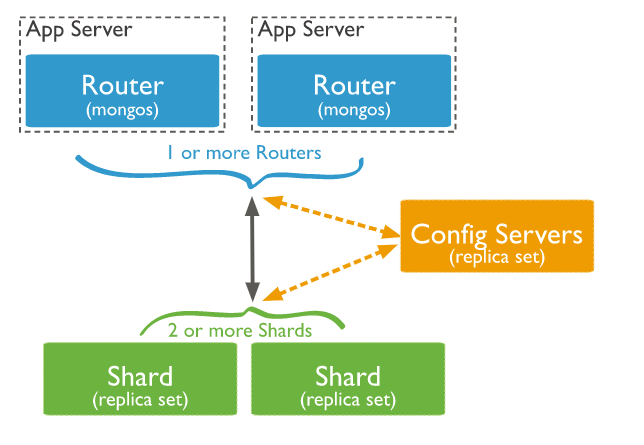 App Server
App Server
Router
(mongos)
Router
(mongos)
1 or more Routers
Config Servers
(replica set)
2 or more Shards
Shard
(replica set)
Shard
(replica set)